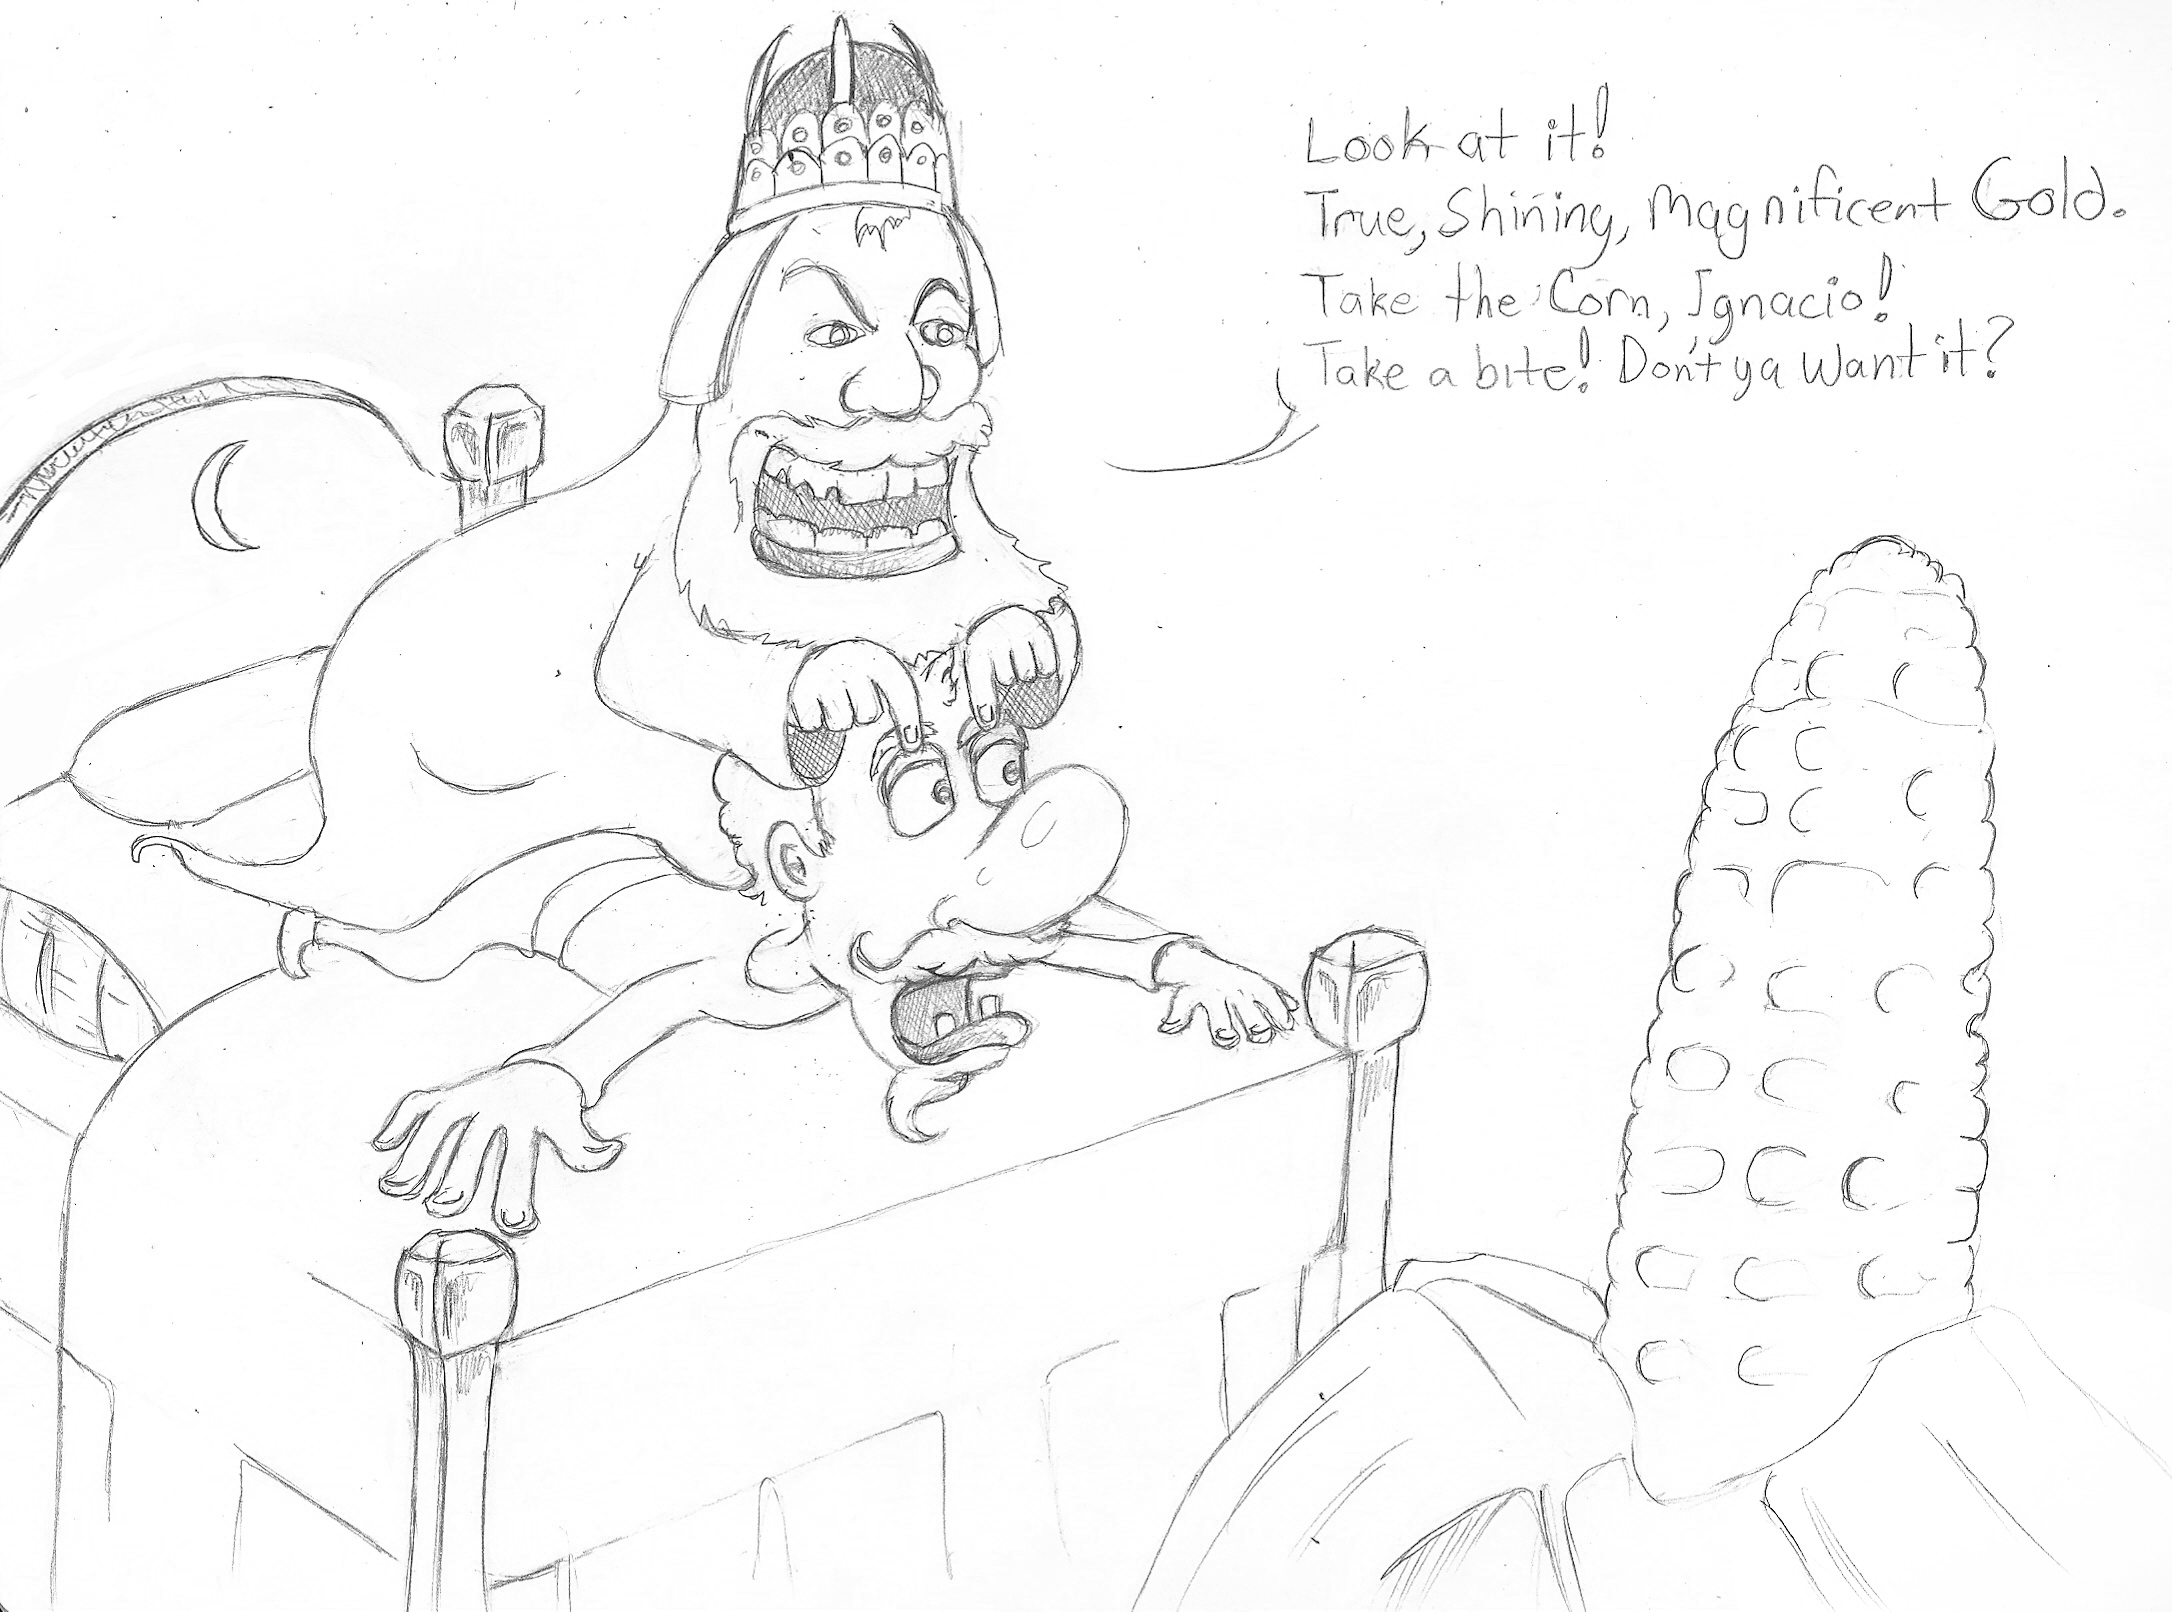 Look at it!
True, Shining, Magnificent Gold.
Take the Corn, Ignacio!
Take a bite! Don't ya Want it?